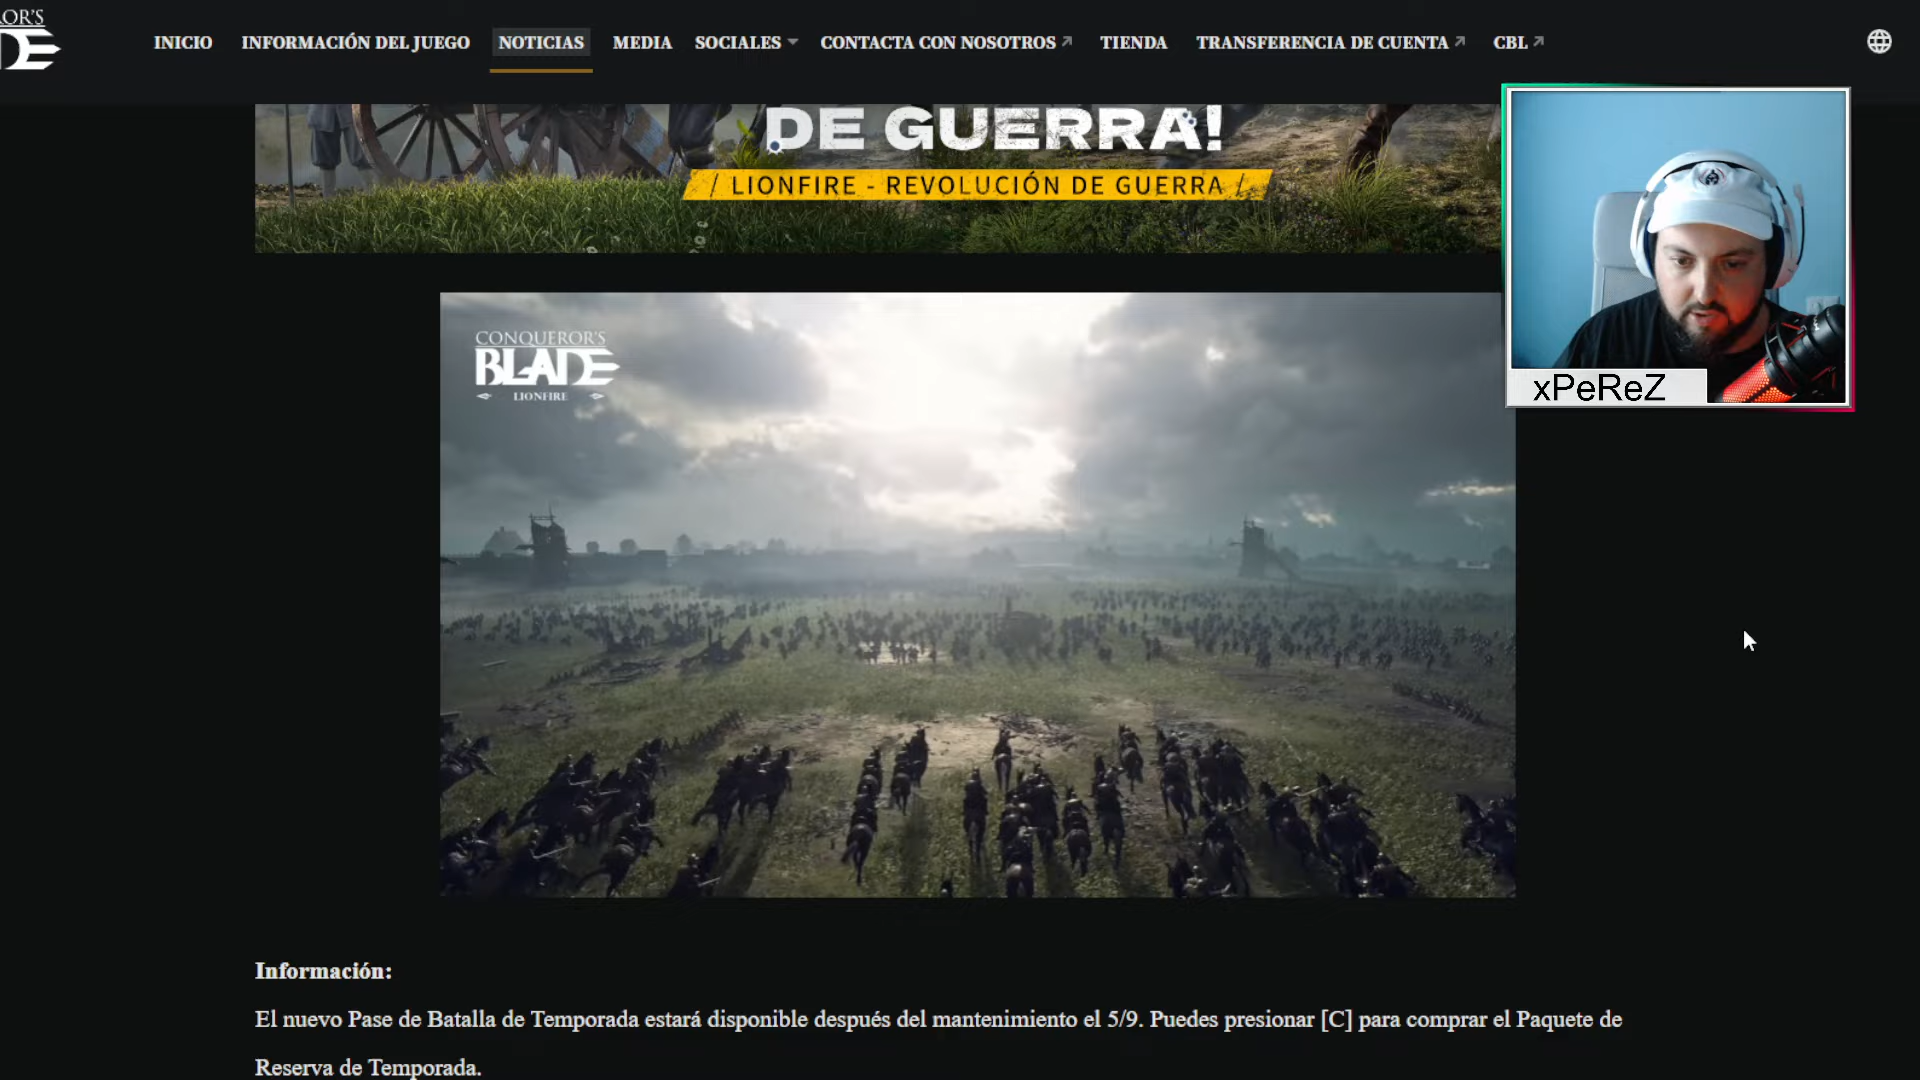 OR'S
DE
INICIO
INFORMACIÓN DEL JUEGO
NOTICIAS
MEDIA
SOCIALES
CONTACTA CON NOSOTROS
TIENDA
TRANSFERENCIA DE CUENTA
CBL
DE GUERRA!
/ LIONFIRE - REVOLUCIÓN DE GUERRA /
CONQUEROR'S
BLADE
LIONFIRE
xPeReZ
Información:
El nuevo Pase de Batalla de Temporada estará disponible después del mantenimiento el 5/9. Puedes presionar [C] para comprar el Paquete de
Reserva de Temporada.